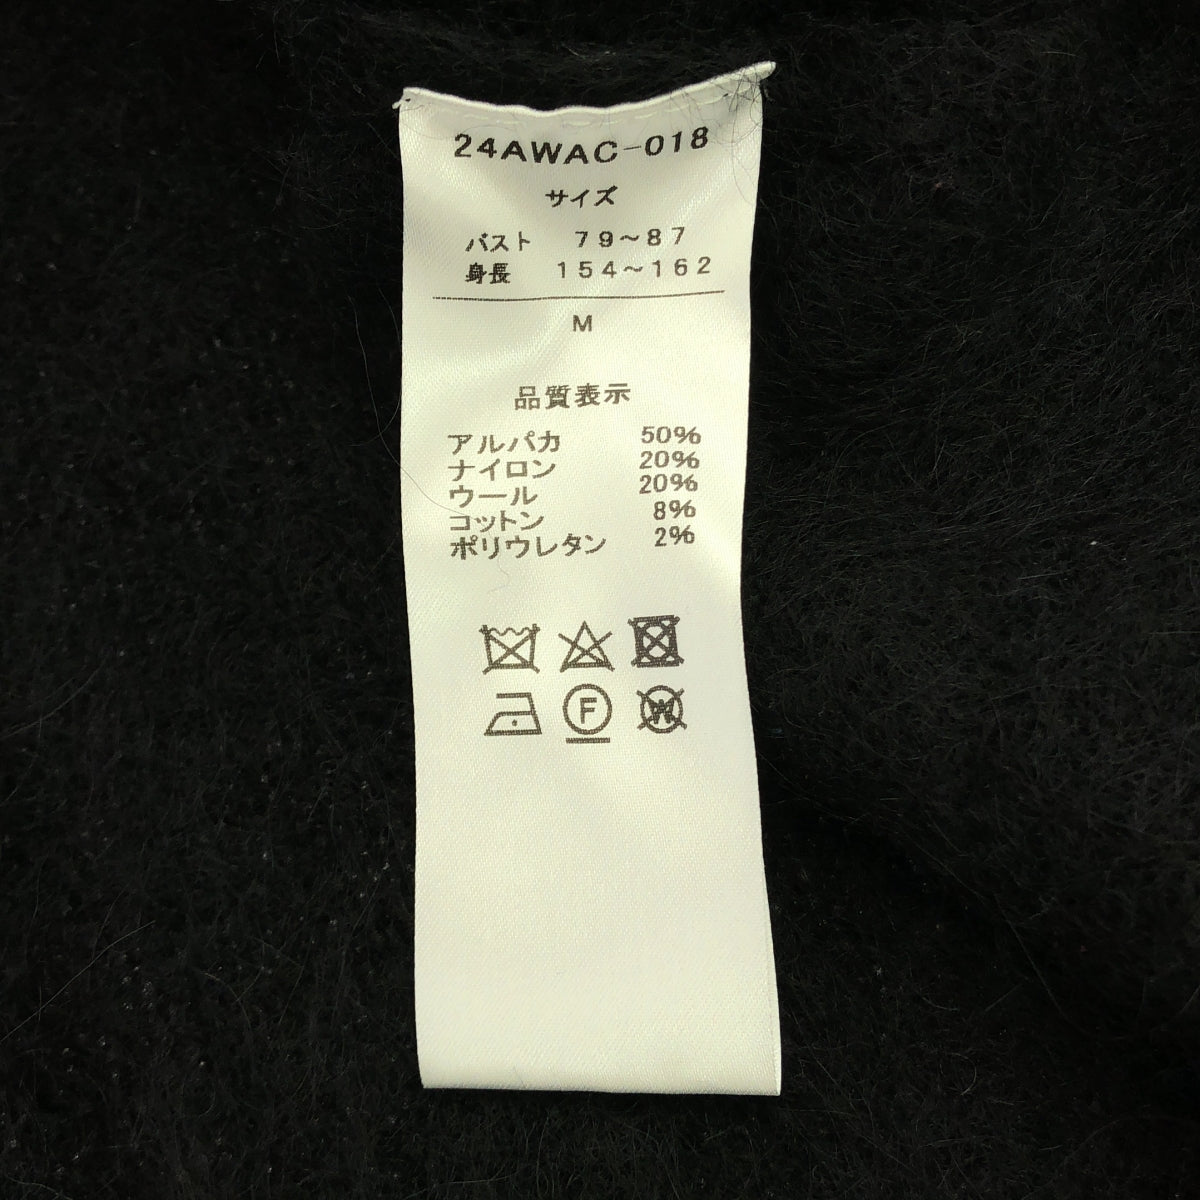 24AWAC-018
サイズ
バスト 79～87
身長 154～162
M
品質表示
アルパカ 50%
ナイロン 20%
ウール 20%
コットン 8%
ポリウレタン 2%
F W